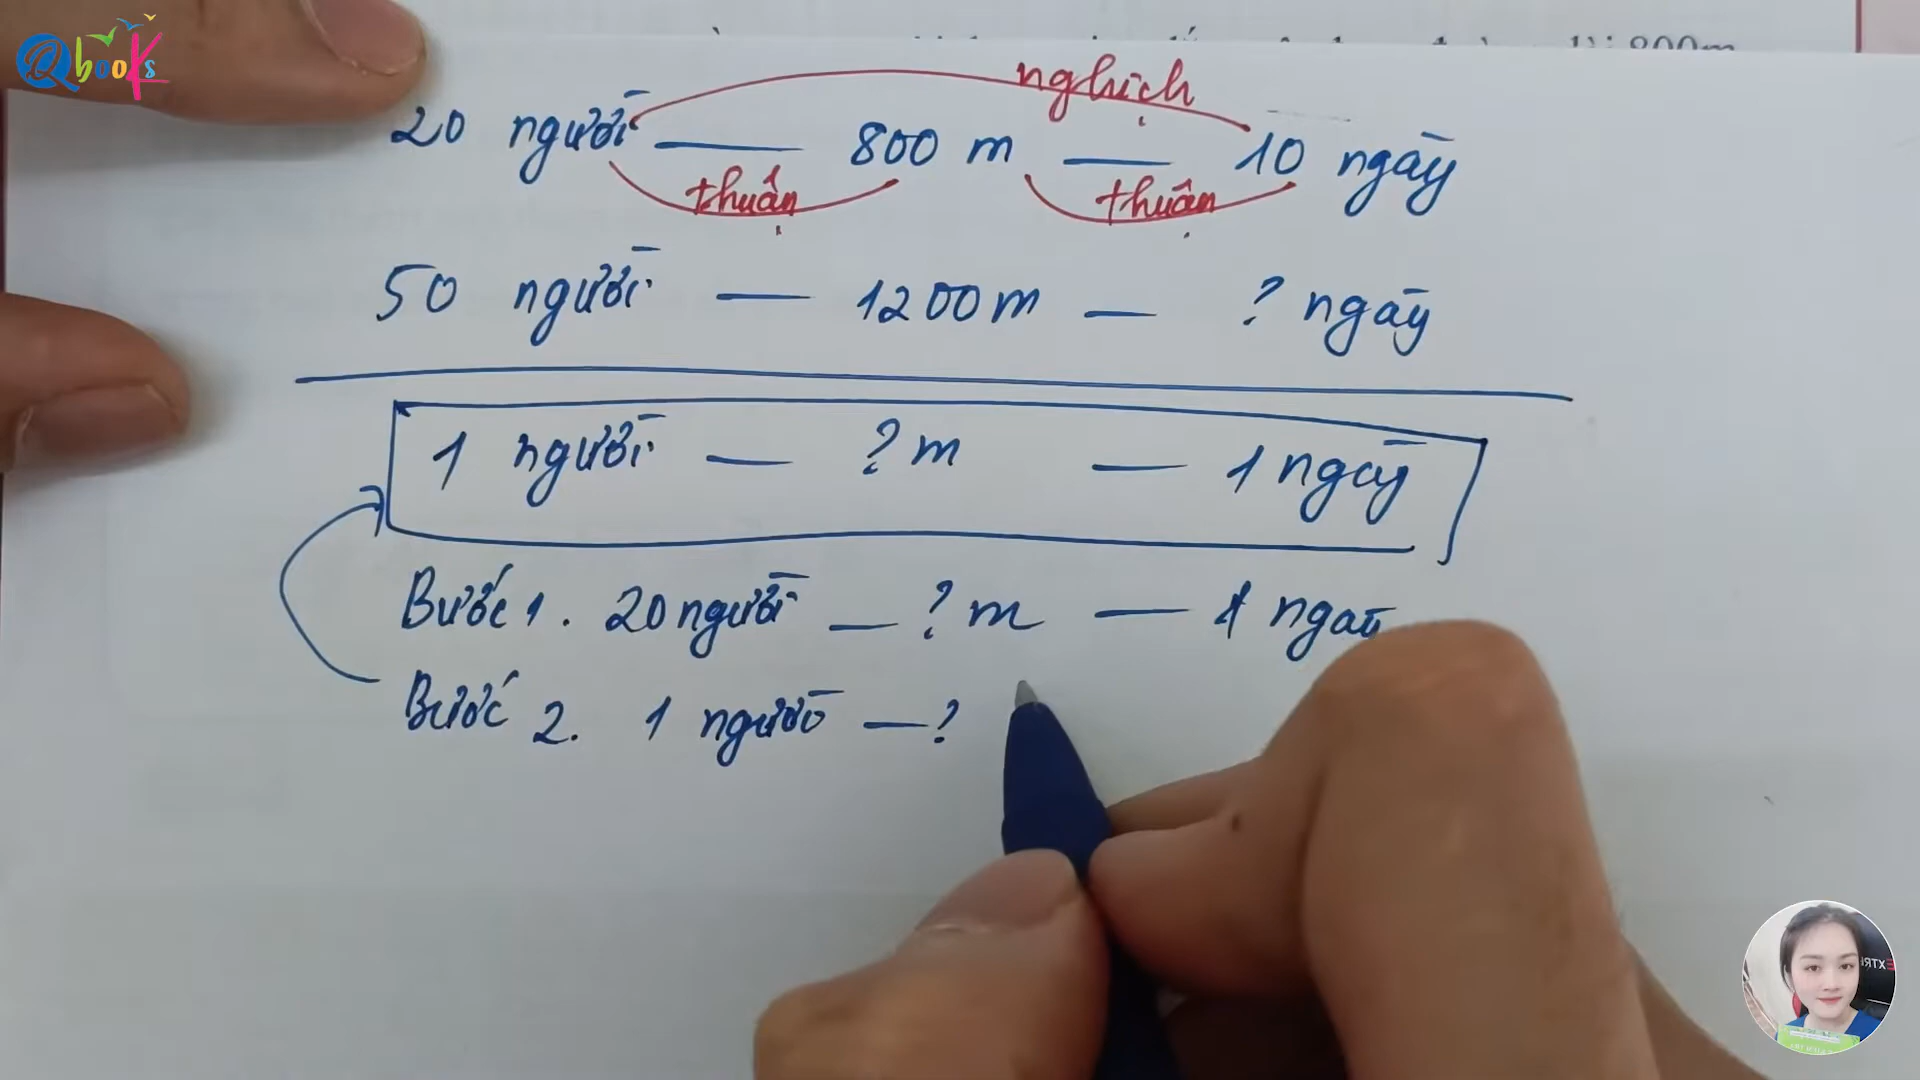 Qbooks
800m
nghịch
20 người — 800 m — 10 ngày
thuận thuận
50 người — 1200m — ? ngày
1 người — ? m — 1 ngày
Bước 1. 20 người — ? m — 1 ngày
Bước 2. 1 người — ?